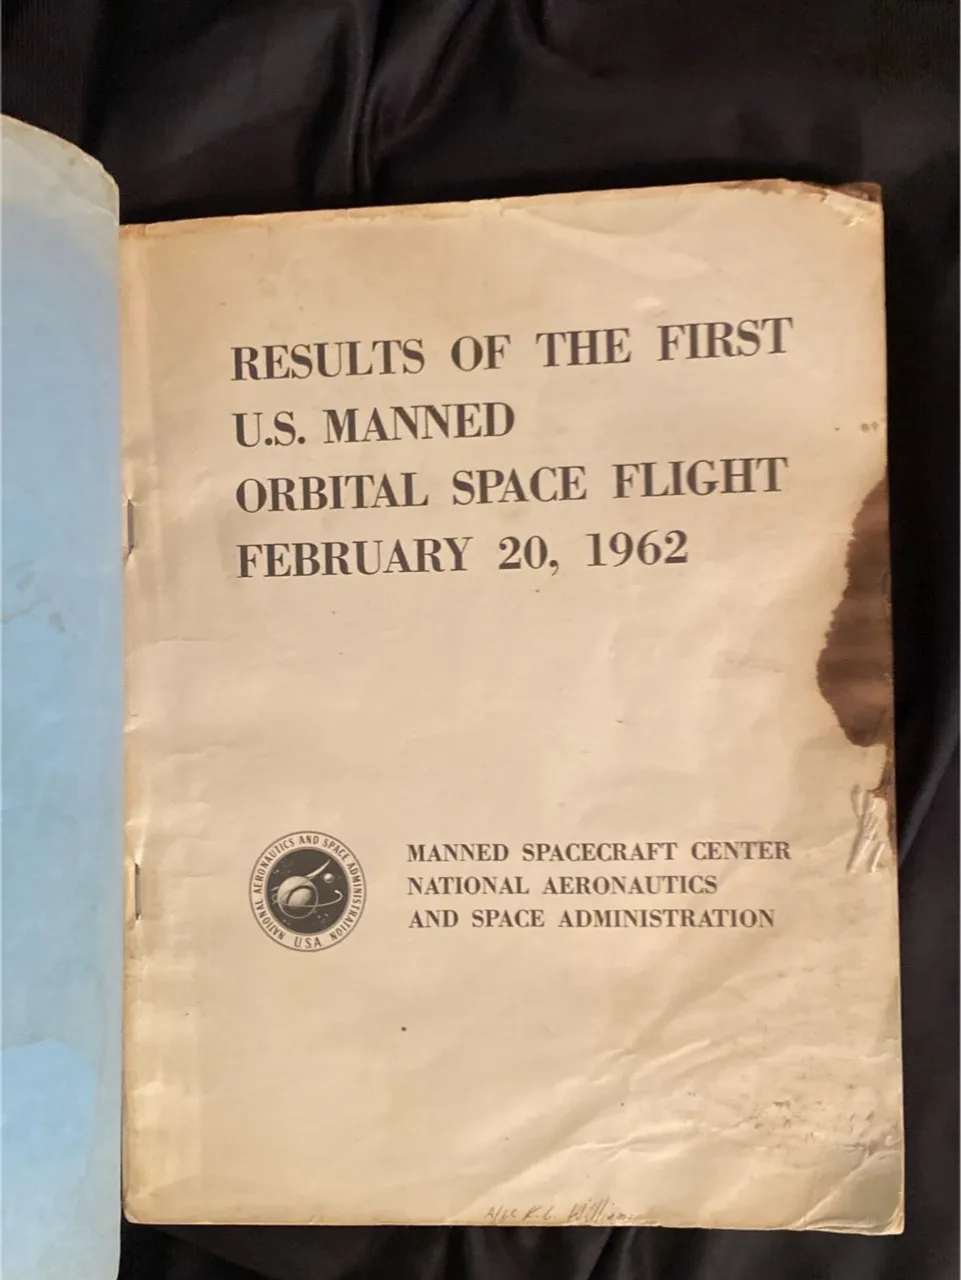 RESULTS OF THE FIRST
U.S. MANNED
ORBITAL SPACE FLIGHT
FEBRUARY 20, 1962
NATIONAL AERONAUTICS AND SPACE ADMINISTRATION
USA
MANNED SPACECRAFT CENTER
NATIONAL AERONAUTICS
AND SPACE ADMINISTRATION
Williams